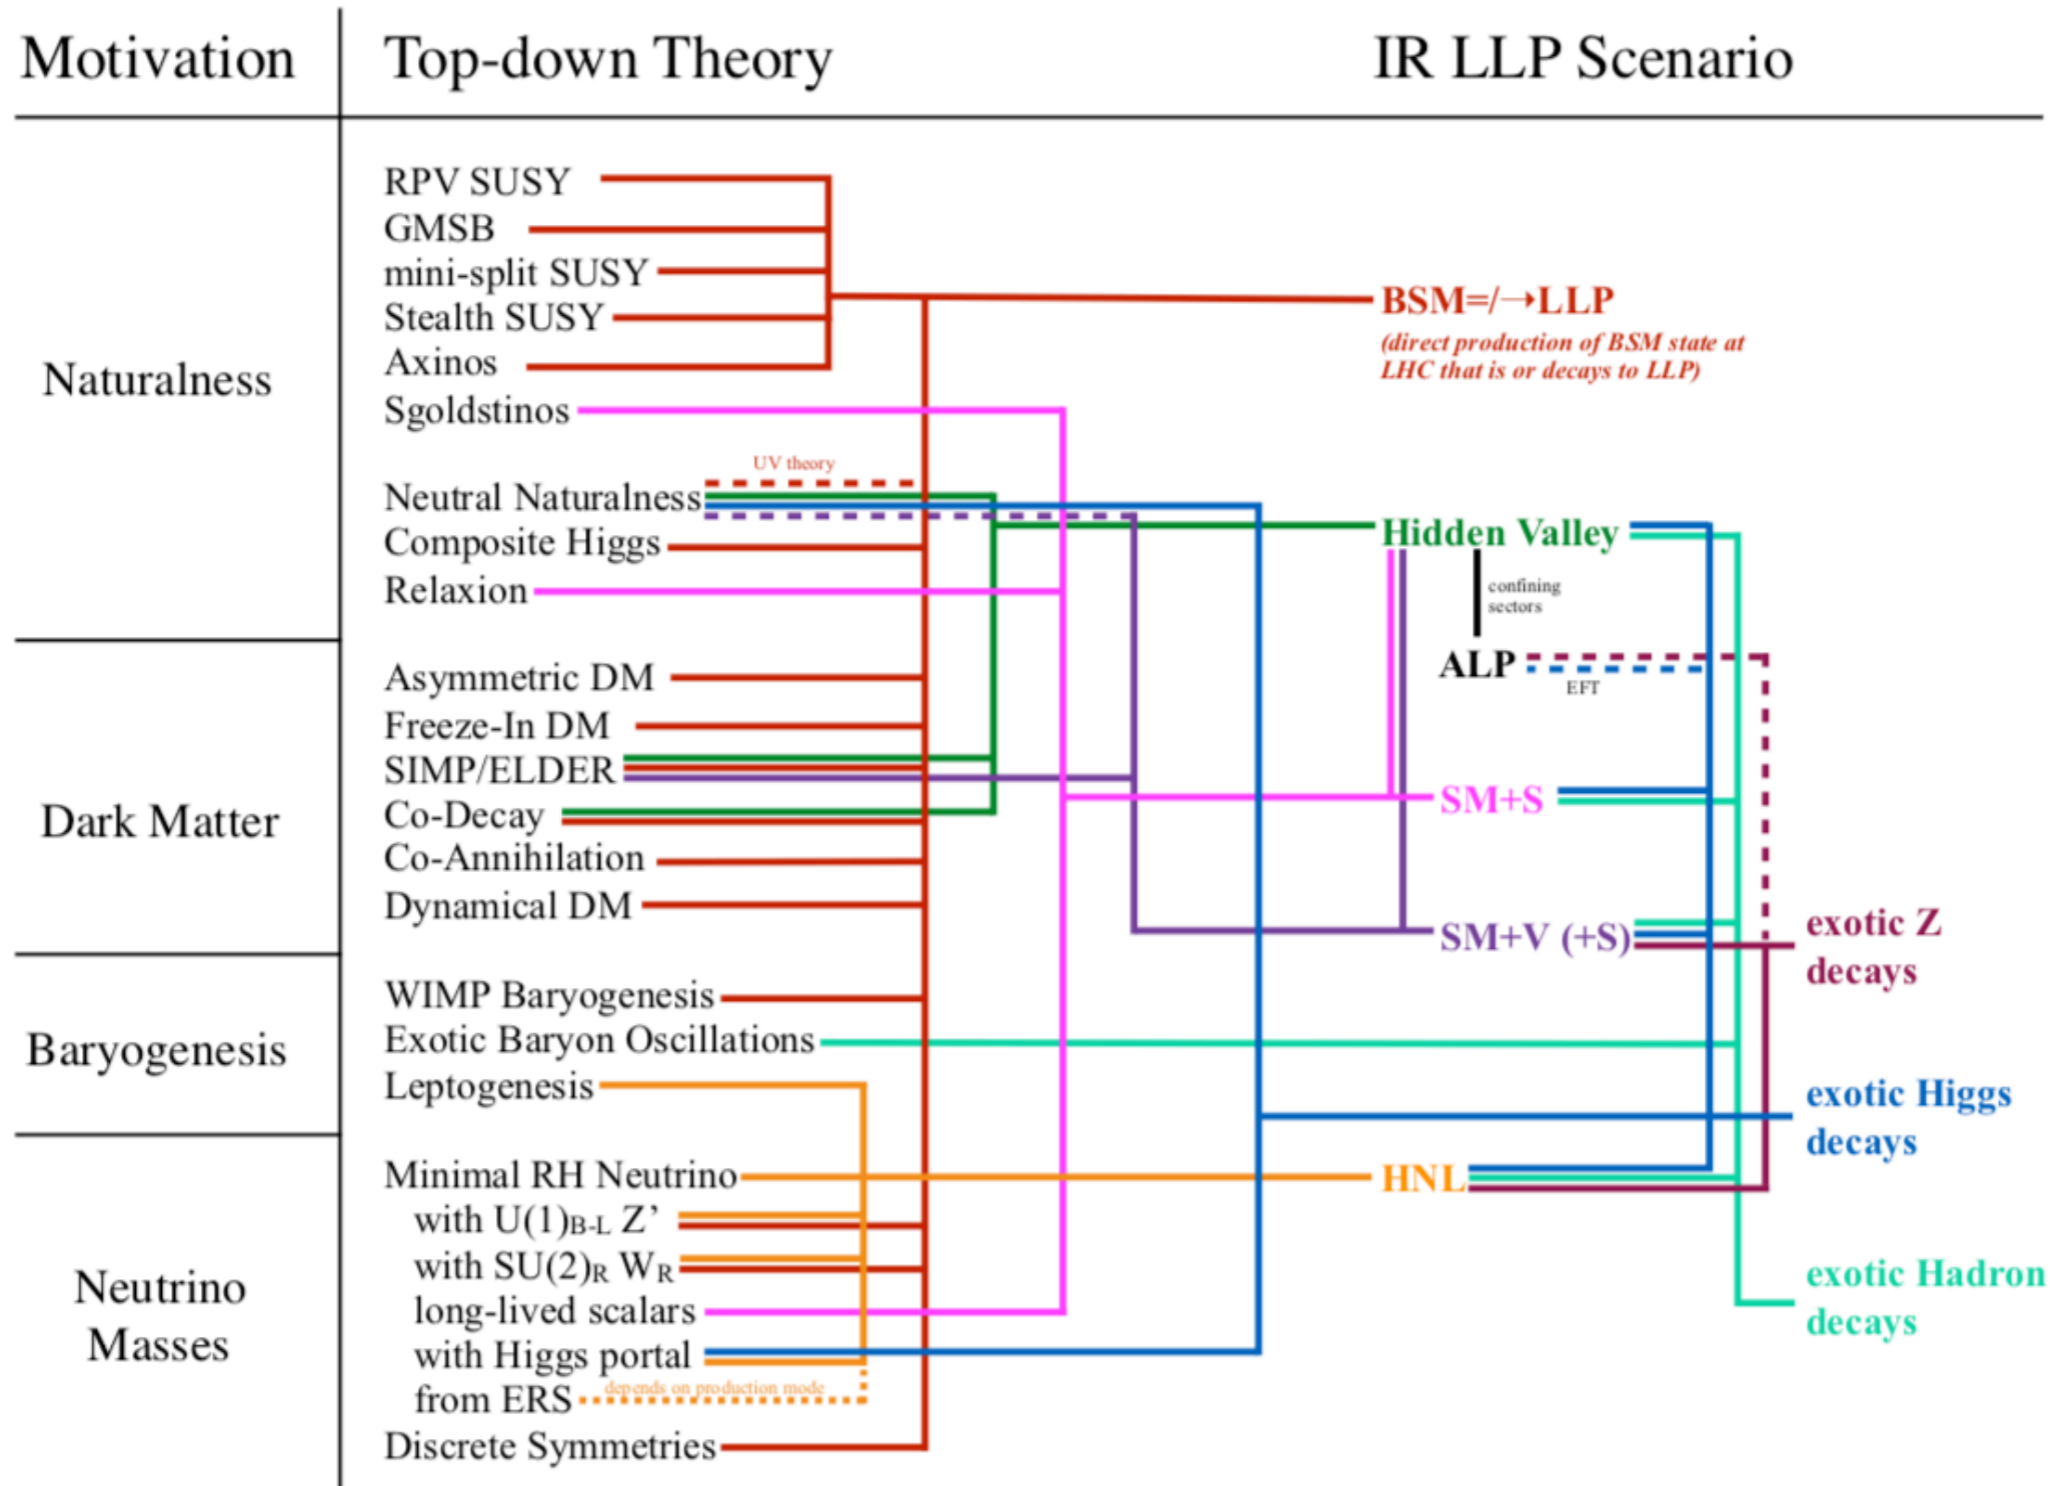 Motivation
Top-down Theory
IR LLP Scenario
Naturalness
RPV SUSY
GMSB
mini-split SUSY
Stealth SUSY
Axinos
Sgoldstinos
UV theory
Neutral Naturalness
Composite Higgs
Relaxion
Dark Matter
Asymmetric DM
Freeze-In DM
SIMP/ELDER
Co-Decay
Co-Annihilation
Dynamical DM
Baryogenesis
WIMP Baryogenesis
Exotic Baryon Oscillations
Leptogenesis
Neutrino
Masses
Minimal RH Neutrino
with U(1)B-L Z’
with SU(2)R WR
long-lived scalars
with Higgs portal
depends on production mode
from ERS
Discrete Symmetries
BSM=/→LLP
(direct production of BSM state at
LHC that is or decays to LLP)
Hidden Valley
confining
sectors
ALP
EFT
SM+S
SM+V (+S)
HNL
exotic Z
decays
exotic Higgs
decays
exotic Hadron
decays